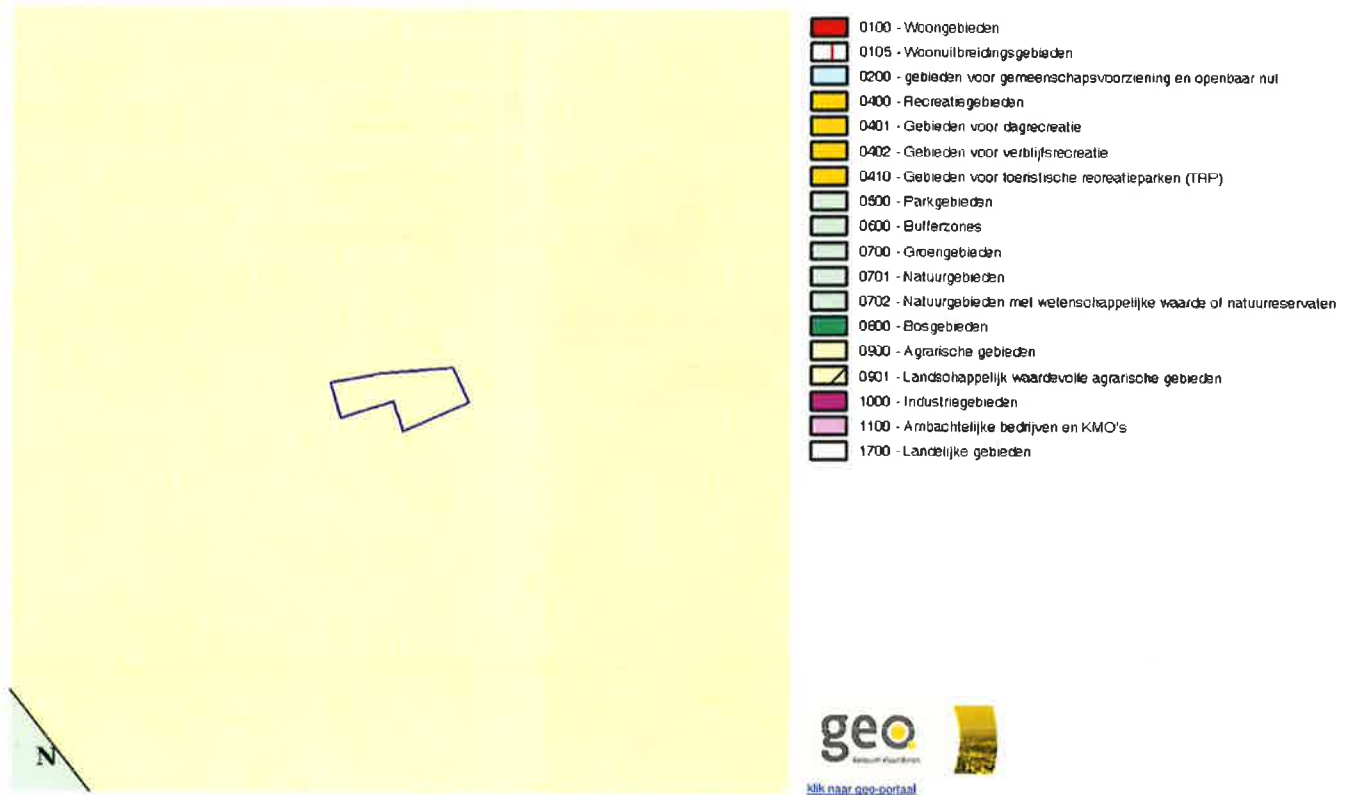 0100 - Woongebieden
0105 - Woonuitbreidingsgebieden
0200 - gebieden voor gemeenschapsvoorziening en openbaar nut
0400 - Recreatiegebieden
0401 - Gebieden voor dagrecreatie
0402 - Gebieden voor verblijfsrecreatie
0410 - Gebieden voor toeristische recreatieparken (TRP)
0500 - Parkgebieden
0600 - Bufferzones
0700 - Groengebieden
0701 - Natuurgebieden
0702 - Natuurgebieden met wetenschappelijke waarde of natuurreservaten
0800 - Bosgebieden
0900 - Agrarische gebieden
0901 - Landschappelijk waardevolle agrarische gebieden
1000 - Industriegebieden
1100 - Ambachtelijke bedrijven en KMO's
1700 - Landelijke gebieden
N
geo
klik naar geo-portaal